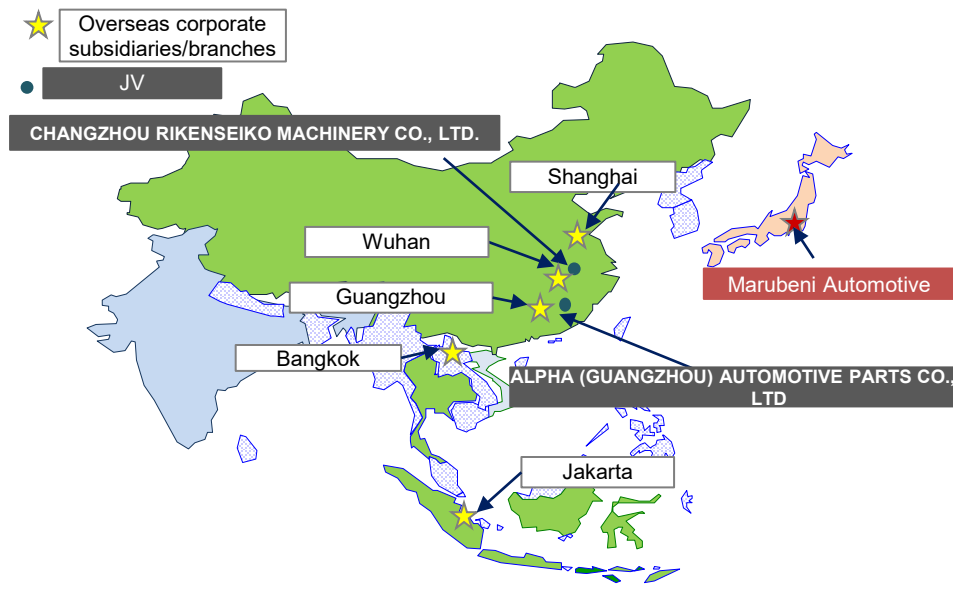 Overseas corporate
subsidiaries/branches
JV
CHANGZHOU RIKENSEIKO MACHINERY CO., LTD.
Shanghai
Wuhan
Guangzhou
Marubeni Automotive
Bangkok
ALPHA (GUANGZHOU) AUTOMOTIVE PARTS CO.,
LTD
Jakarta